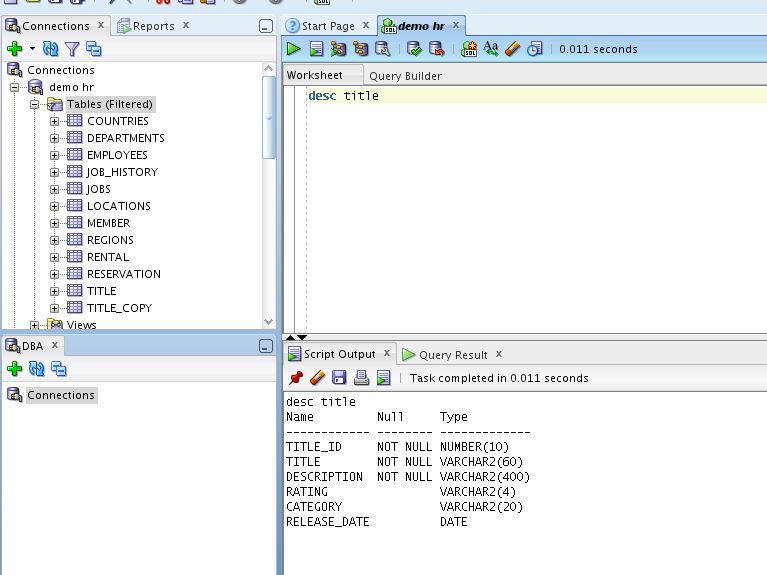 Connections
Reports
Connections
demo hr
Tables (Filtered)
COUNTRIES
DEPARTMENTS
EMPLOYEES
JOB_HISTORY
JOBS
LOCATIONS
MEMBER
REGIONS
RENTAL
RESERVATION
TITLE
TITLE_COPY
Views
DBA
Connections
Start Page
demo hr
0.011 seconds
Worksheet
Query Builder
desc title
Script Output
Query Result
Task completed in 0.011 seconds
desc title
Name         Null     Type
------------ -------- -------------
TITLE_ID     NOT NULL NUMBER(10)
TITLE        NOT NULL VARCHAR2(60)
DESCRIPTION  NOT NULL VARCHAR2(400)
RATING                VARCHAR2(4)
CATEGORY              VARCHAR2(20)
RELEASE_DATE          DATE